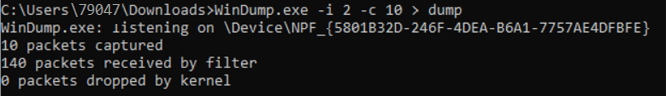 C:\Users\79047\Downloads>WinDump.exe -i 2 -c 10 > dump
WinDump.exe: listening on \Device\NPF_{5801B32D-246F-4DEA-B6A1-7757AE4DFBFE}
10 packets captured
140 packets received by filter
0 packets dropped by kernel